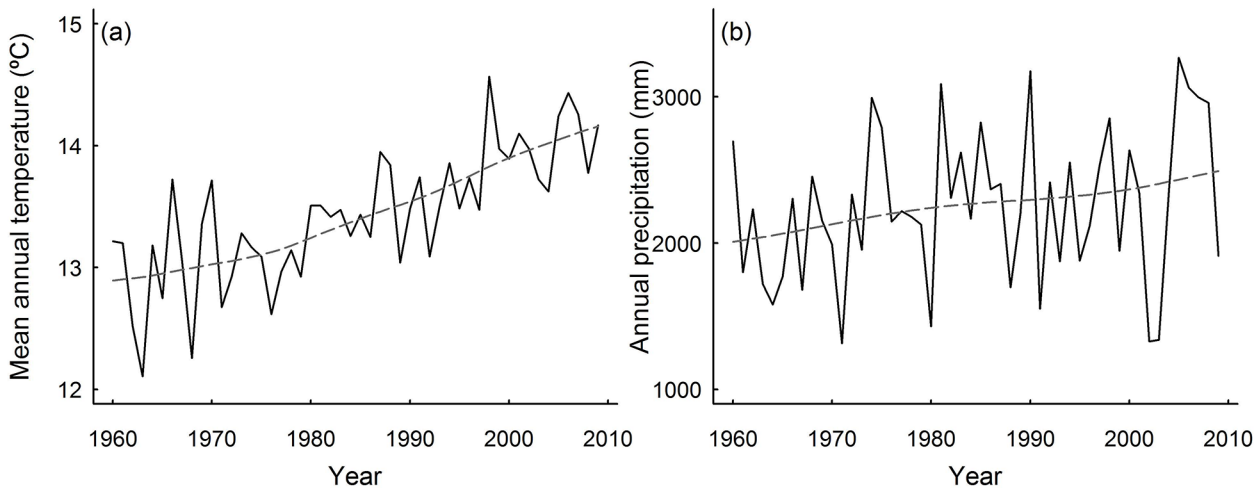 (a)
Mean annual temperature (ºC)
15
14
13
12
1960 1970 1980 1990 2000 2010
Year
(b)
Annual precipitation (mm)
3000
2000
1000
1960 1970 1980 1990 2000 2010
Year